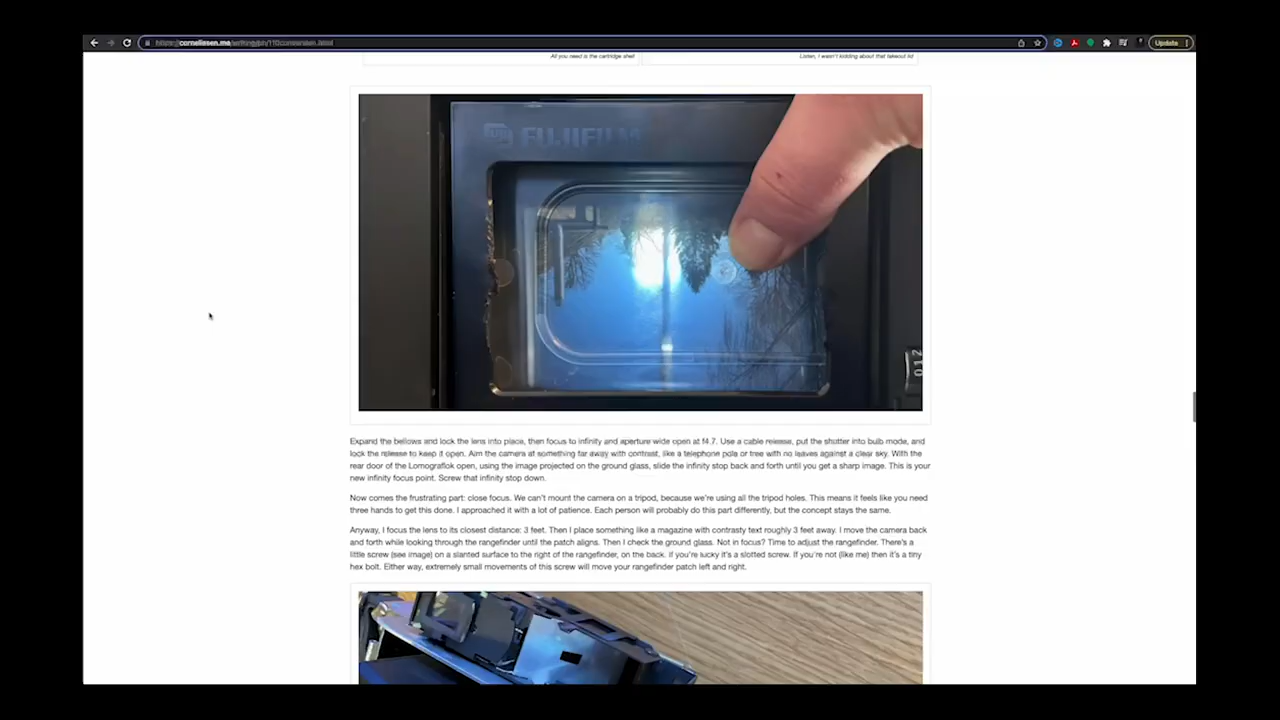 https://cornelissen.me/writing/en/110conversion.html
Update
All you need is the cartridge shell
Listen, I wasn't kidding about that takeout lid
FUJIFILM
012
Expand the bellows and lock the lens into place, then focus to infinity and aperture wide open at f4.7. Use a cable release, put the shutter into bulb mode, and
lock the release to keep it open. Aim the camera at something far away with contrast, like a telephone pole or tree with no leaves against a clear sky. With the
rear door of the Lomograflok open, using the image projected on the ground glass, slide the infinity stop back and forth until you get a sharp image. This is your
new infinity focus point. Screw that infinity stop down.
Now comes the frustrating part: close focus. We can't mount the camera on a tripod, because we're using all the tripod holes. This means it feels like you need
three hands to get this done. I approached it with a lot of patience. Each person will probably do this part differently, but the concept stays the same.
Anyway, I focus the lens to its closest distance: 3 feet. Then I place something like a magazine with contrasty text roughly 3 feet away. I move the camera back
and forth while looking through the rangefinder until the patch aligns. Then I check the ground glass. Not in focus? Time to adjust the rangefinder. There's a
little screw (see image) on a slanted surface to the right of the rangefinder, on the back. If you're lucky it's a slotted screw. If you're not (like me) then it's a tiny
hex bolt. Either way, extremely small movements of this screw will move your rangefinder patch left and right.